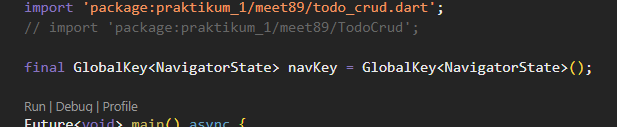 import 'package:praktikum_1/meet89/todo_crud.dart';
// import 'package:praktikum_1/meet89/TodoCrud';
final GlobalKey<NavigatorState> navKey = GlobalKey<NavigatorState>();
Run | Debug | Profile
Future<void> main() async {